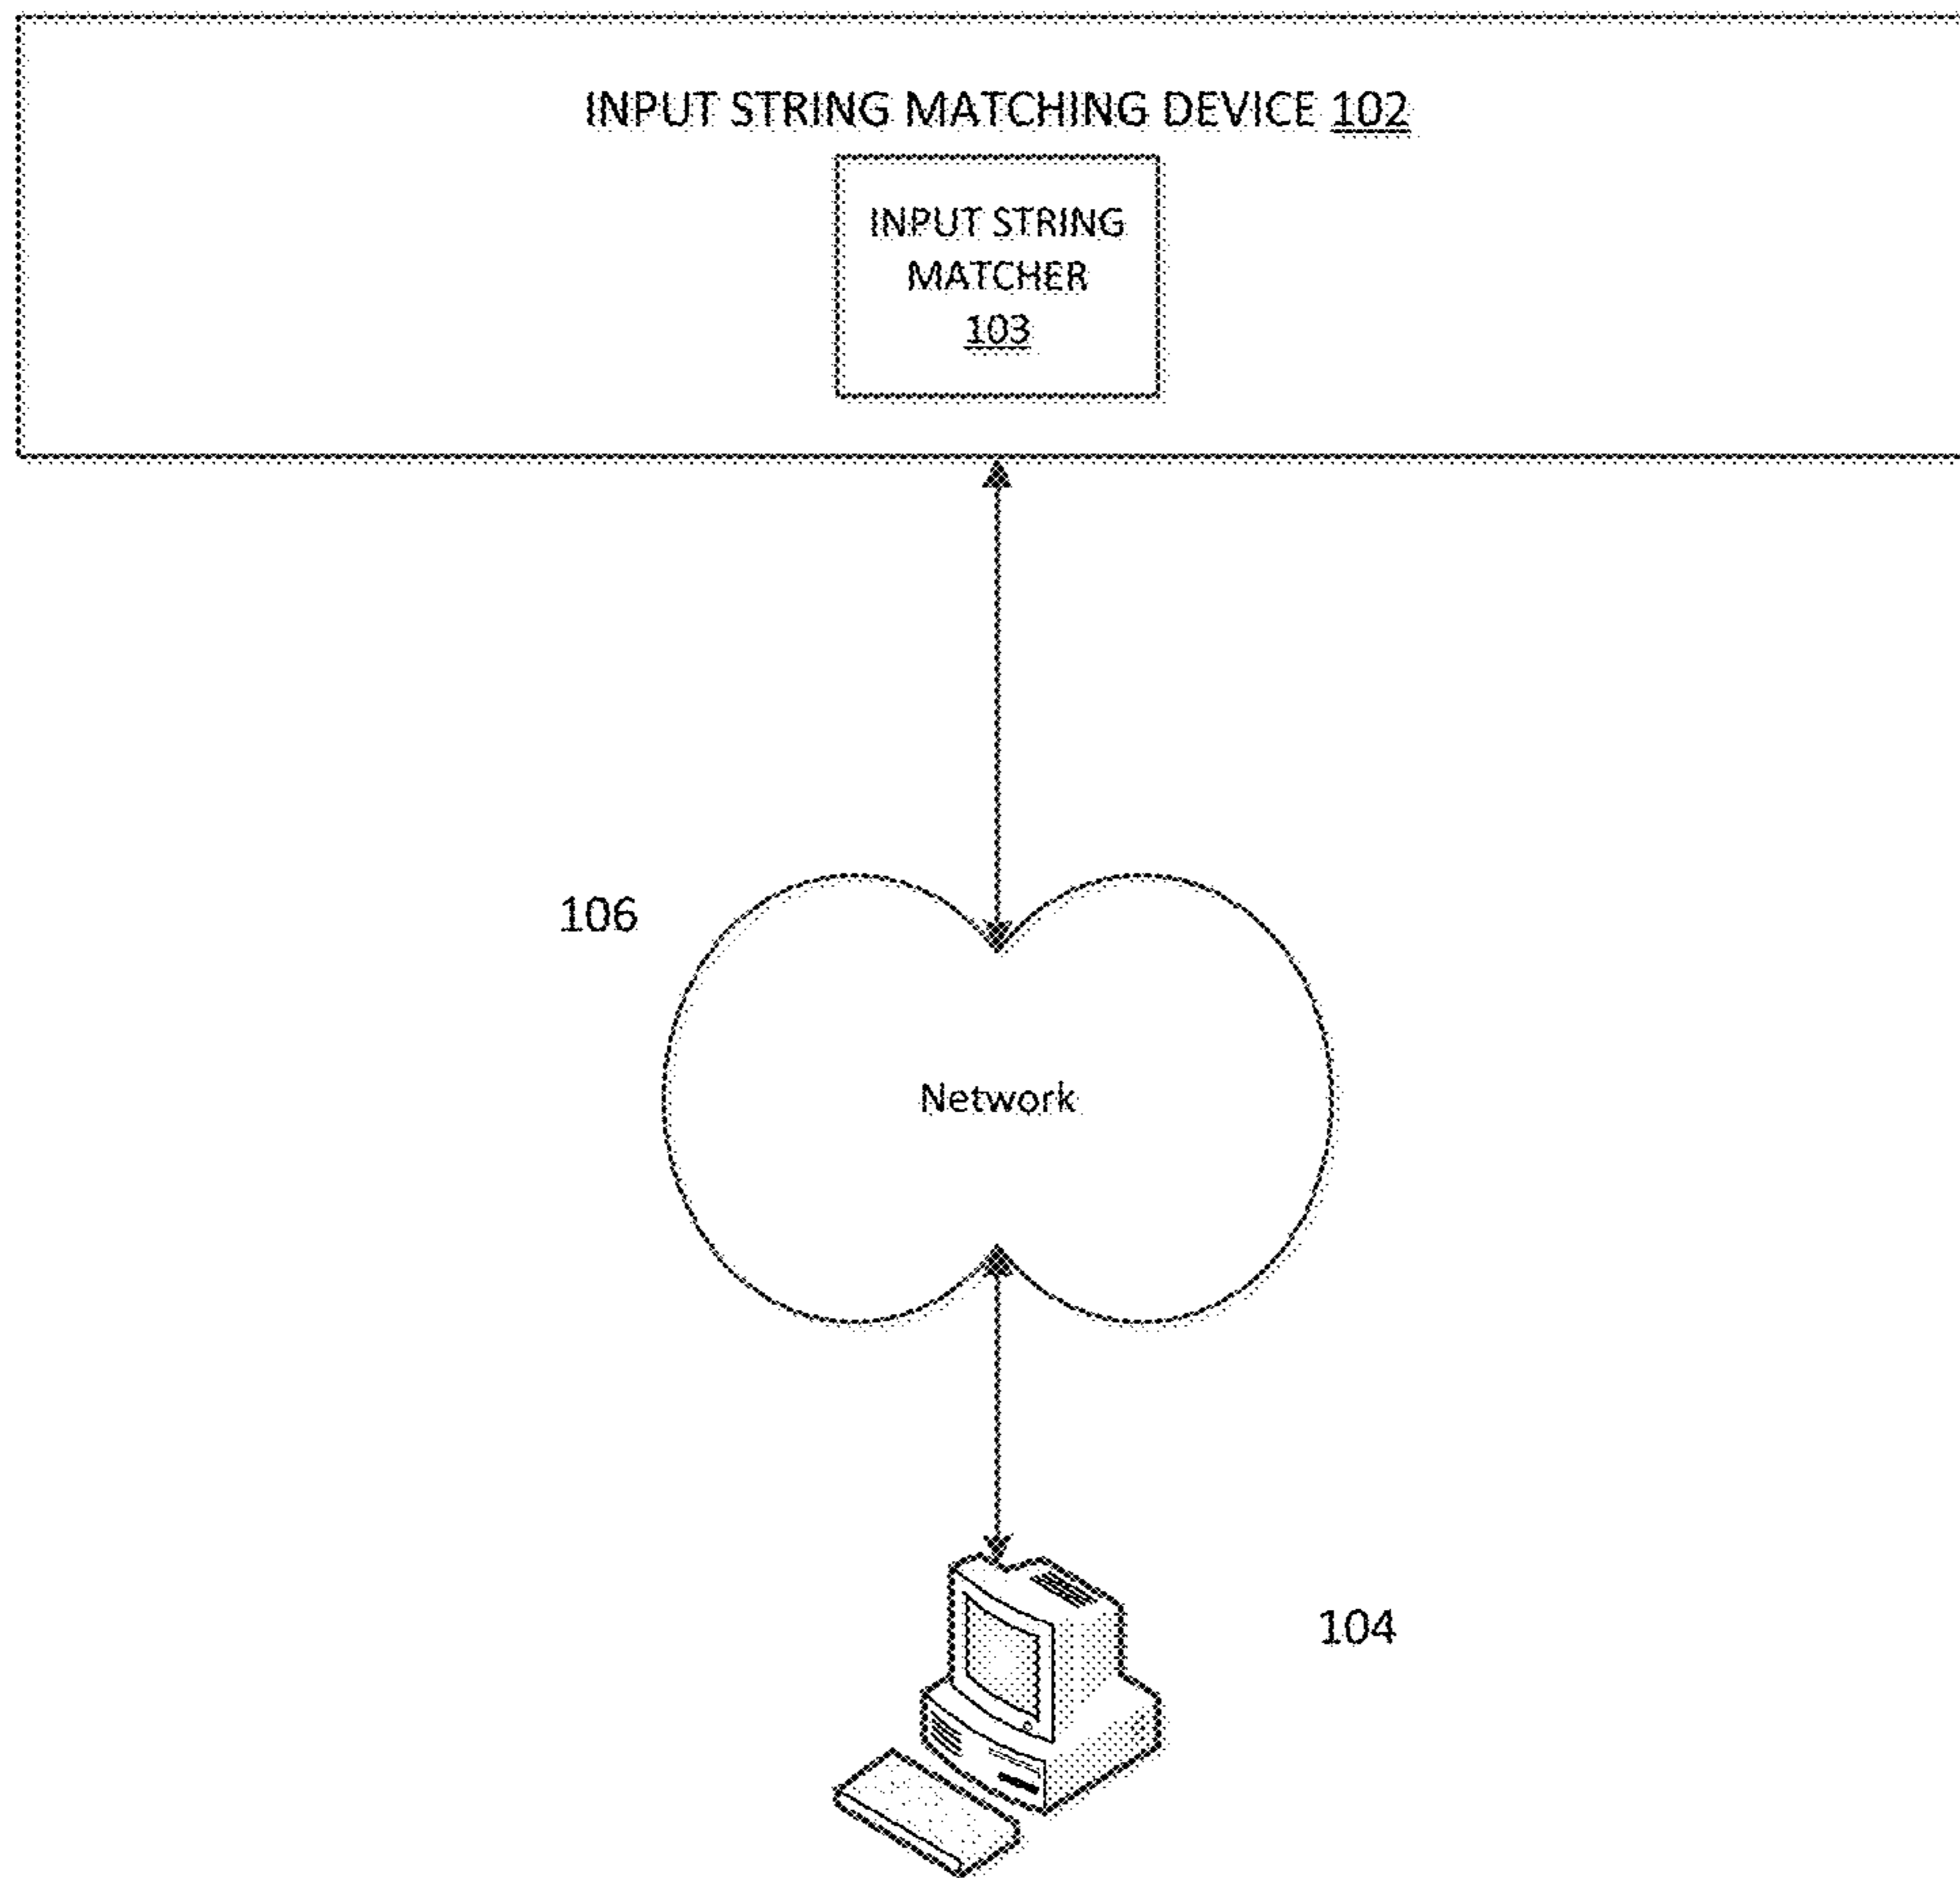 INPUT STRING MATCHING DEVICE 102
INPUT STRING
MATCHER
103
106
Network
104